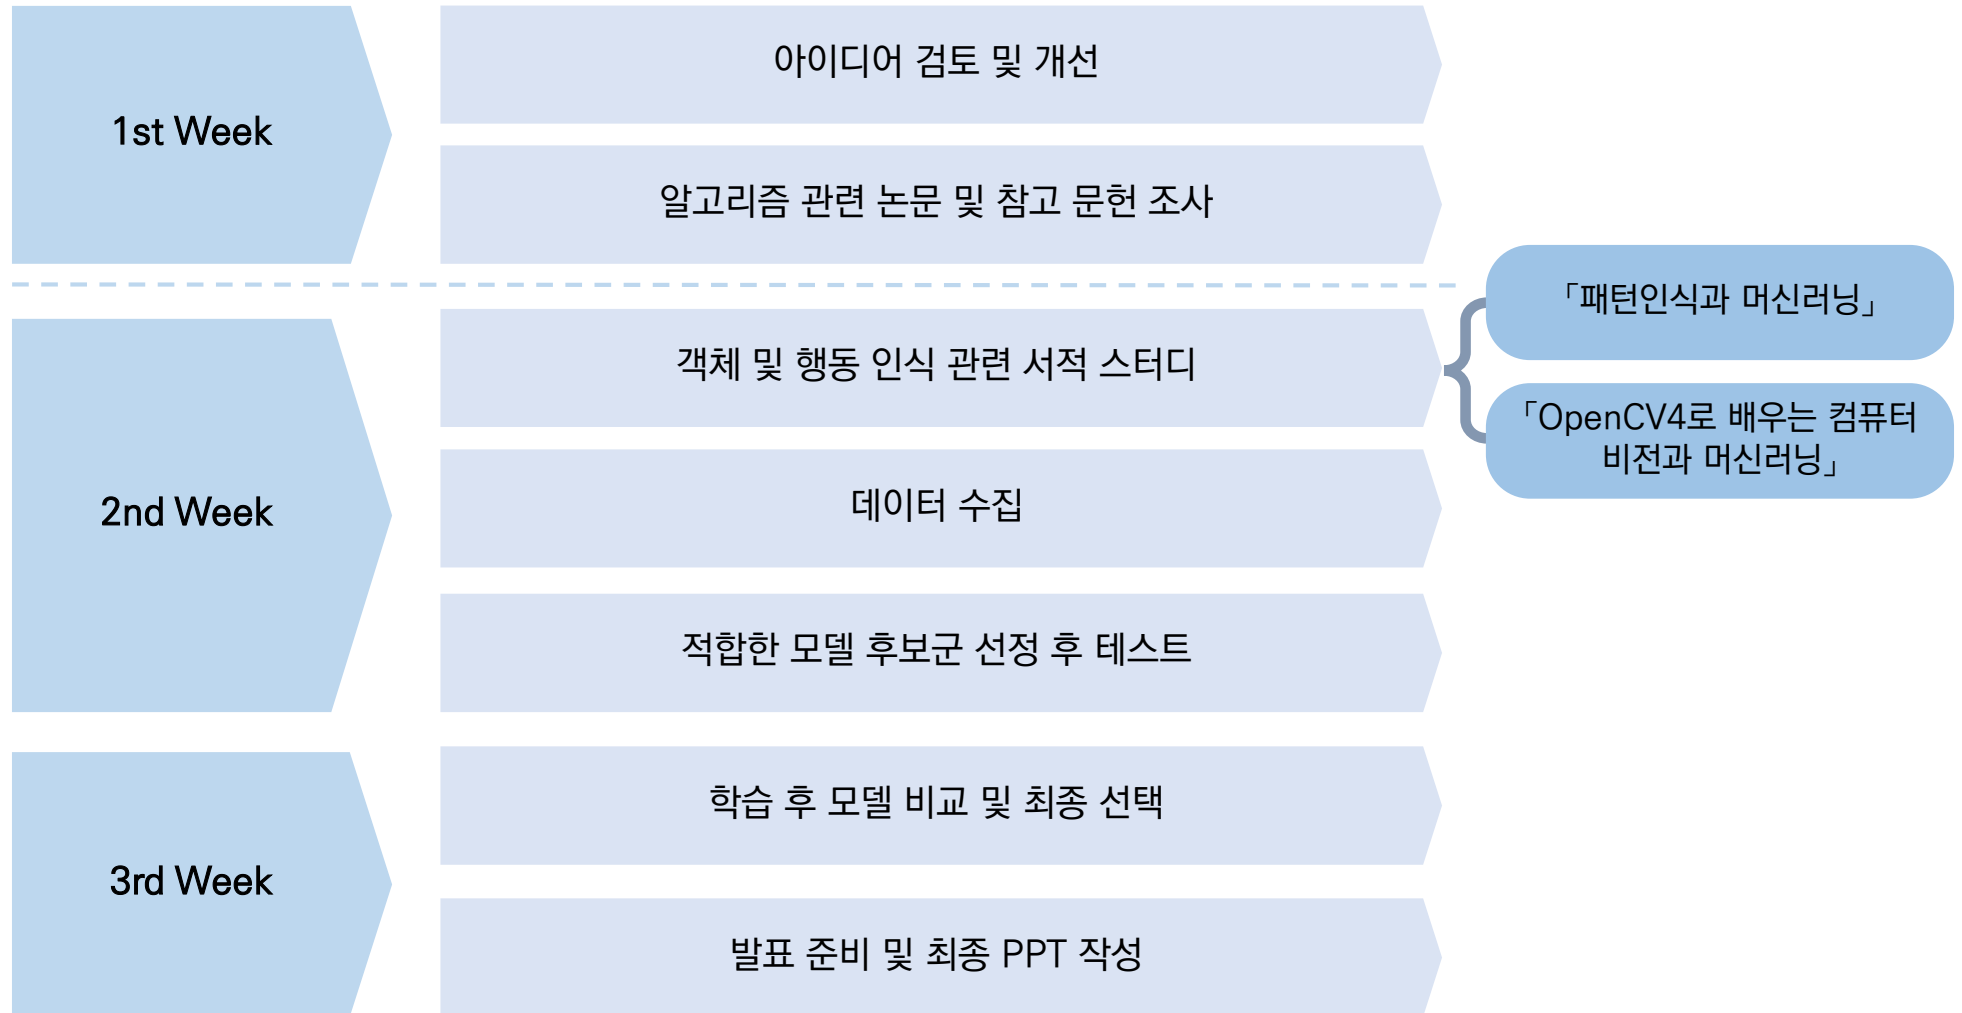 1st Week
아이디어 검토 및 개선
알고리즘 관련 논문 및 참고 문헌 조사
2nd Week
객체 및 행동 인식 관련 서적 스터디
「패턴인식과 머신러닝」
「OpenCV4로 배우는 컴퓨터
비전과 머신러닝」
데이터 수집
적합한 모델 후보군 선정 후 테스트
3rd Week
학습 후 모델 비교 및 최종 선택
발표 준비 및 최종 PPT 작성